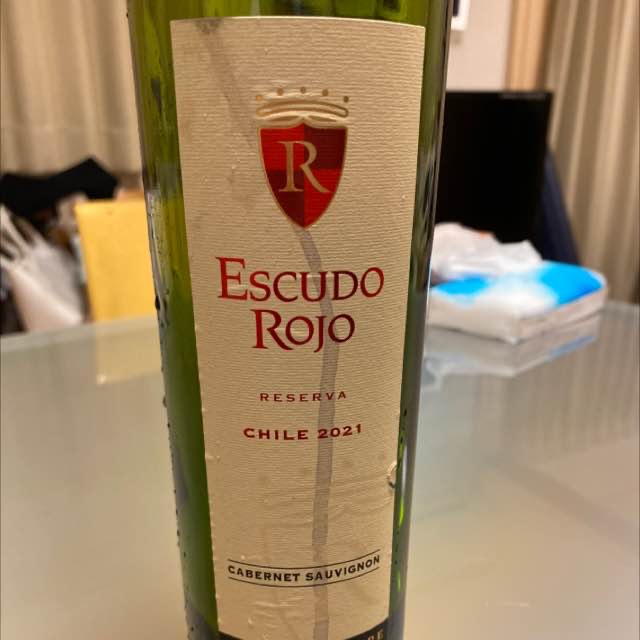 R
ESCUDO
ROJO
RESERVA
CHILE 2021
CABERNET SAUVIGNON